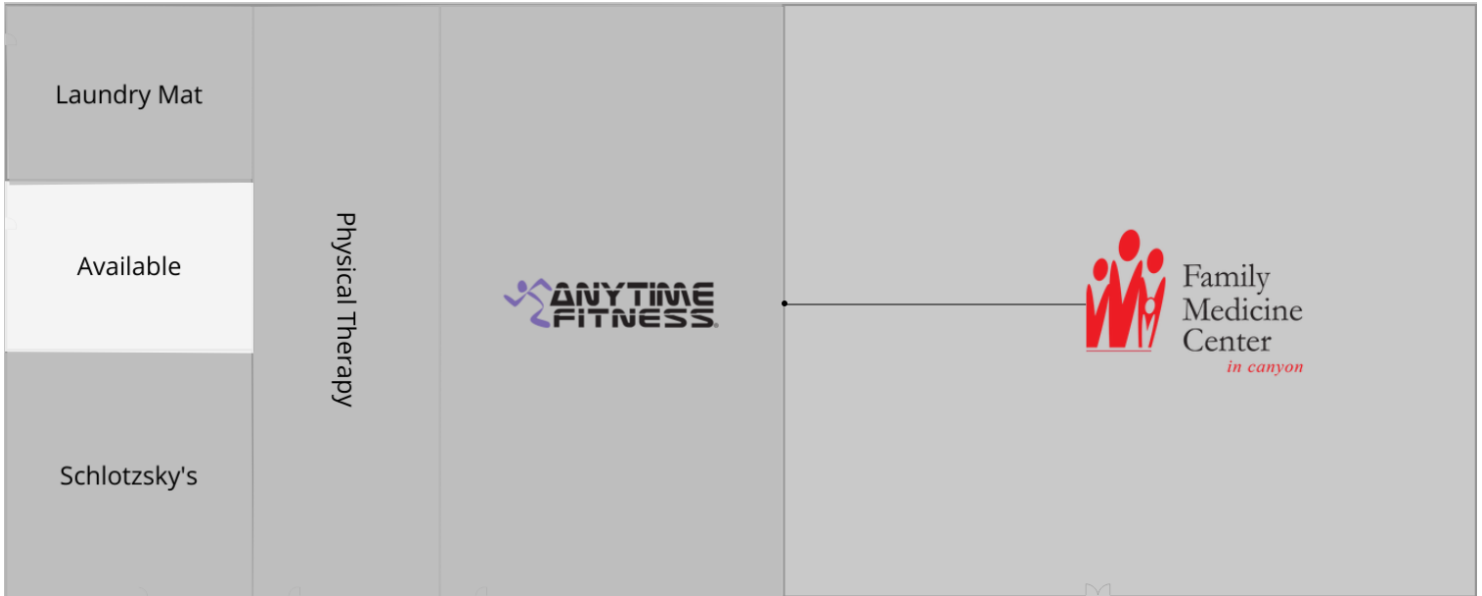 Laundry Mat
Available
Schlotzsky's
Physical Therapy
ANYTIME
FITNESS®
Family
Medicine
Center
in canyon